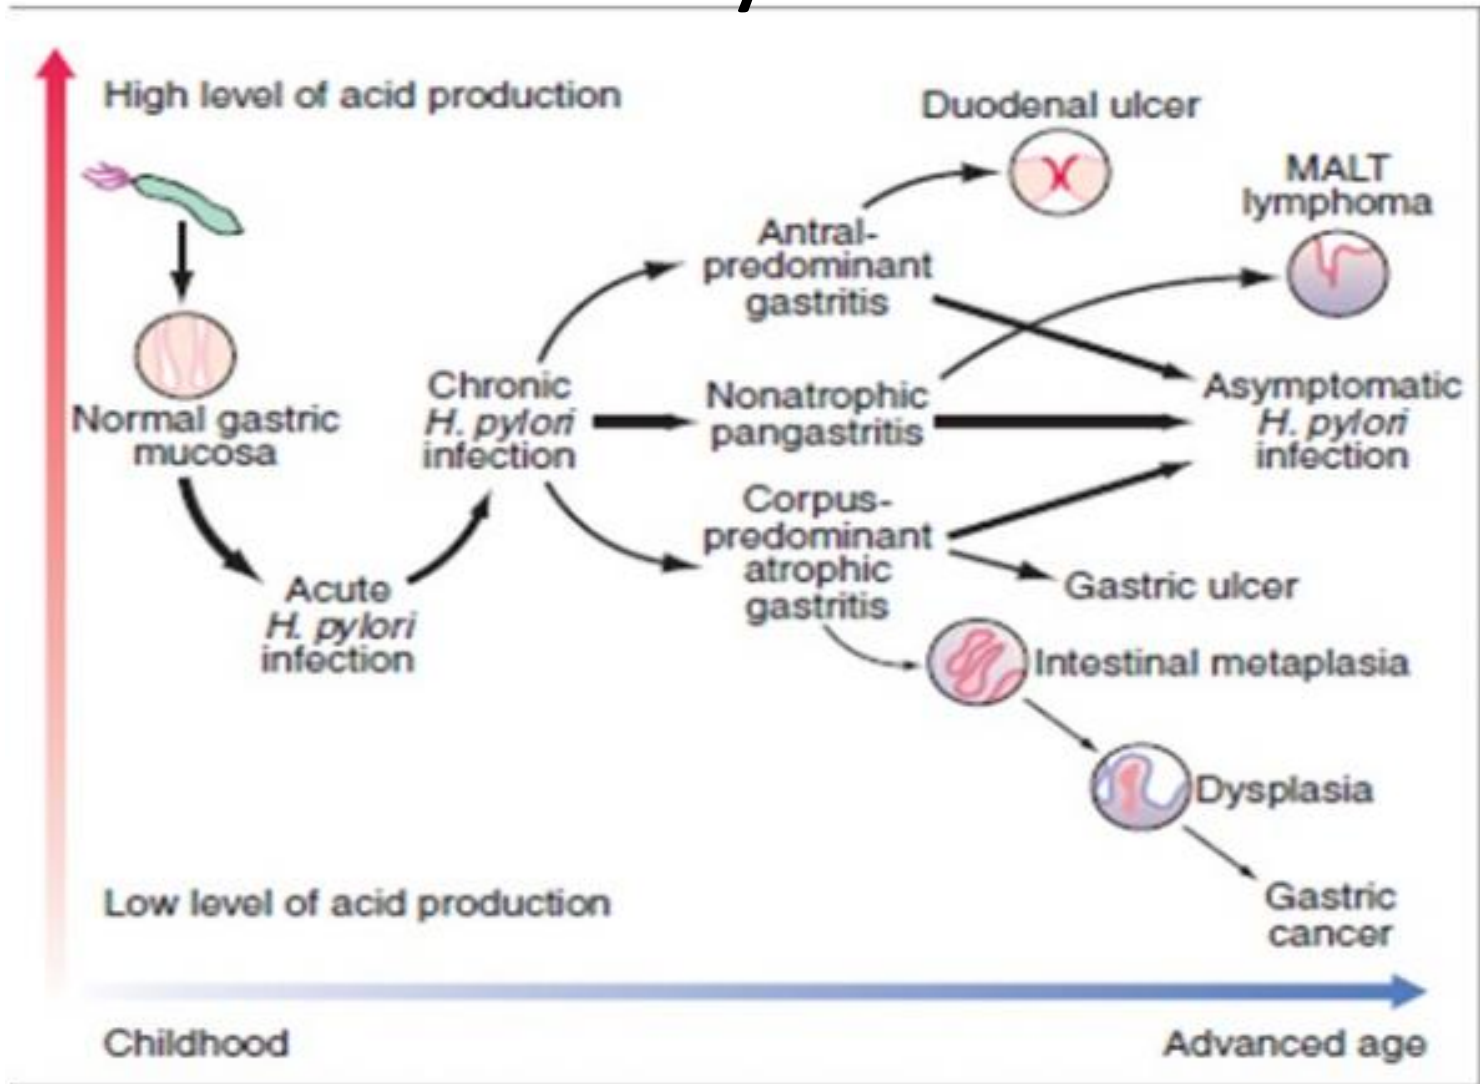 High level of acid production
Duodenal ulcer
MALT
lymphoma
Antral-
predominant
gastritis
Normal gastric
mucosa
Chronic
H. pylori
infection
Nonatrophic
pangastritis
Asymptomatic
H. pylori
infection
Corpus-
predominant
atrophic
gastritis
Acute
H. pylori
infection
Gastric ulcer
Intestinal metaplasia
Dysplasia
Gastric
cancer
Low level of acid production
Childhood
Advanced age